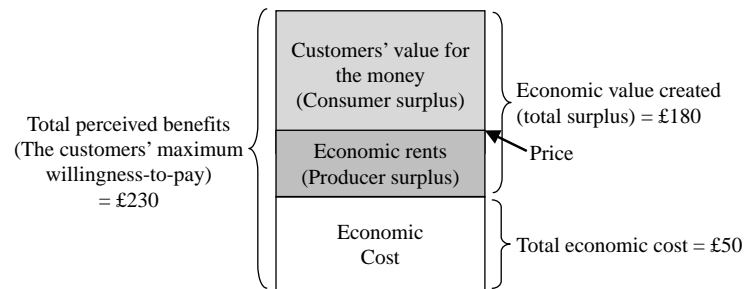 Total perceived benefits
(The customers’ maximum
willingness-to-pay)
= £230
Customers’ value for
the money
(Consumer surplus)
Economic rents
(Producer surplus)
Economic
Cost
Economic value created
(total surplus) = £180
Price
Total economic cost = £50